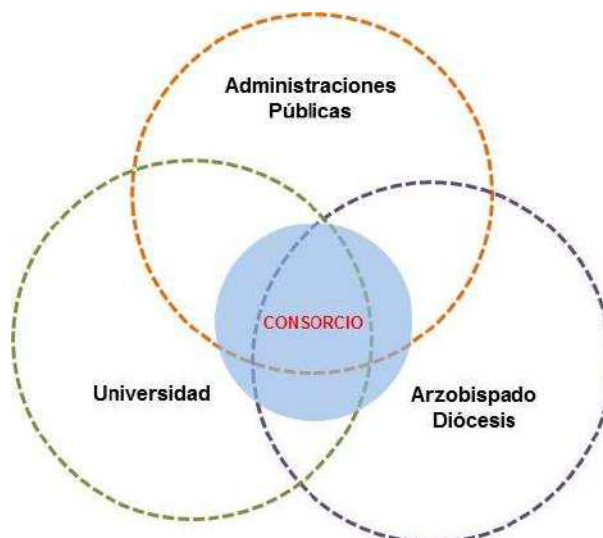 Administraciones
Públicas
CONSORCIO
Universidad
Arzobispado
Diócesis